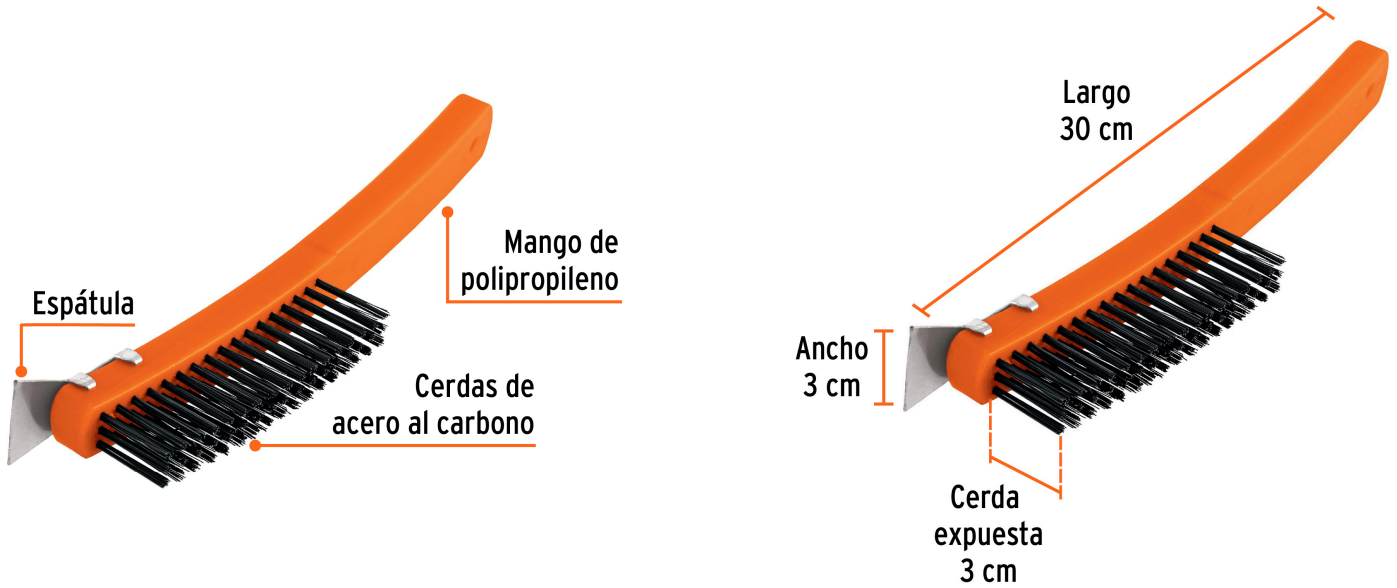 Espátula
Mango de
polipropileno
Cerdas de
acero al carbono
Largo
30 cm
Ancho
3 cm
Cerda
expuesta
3 cm